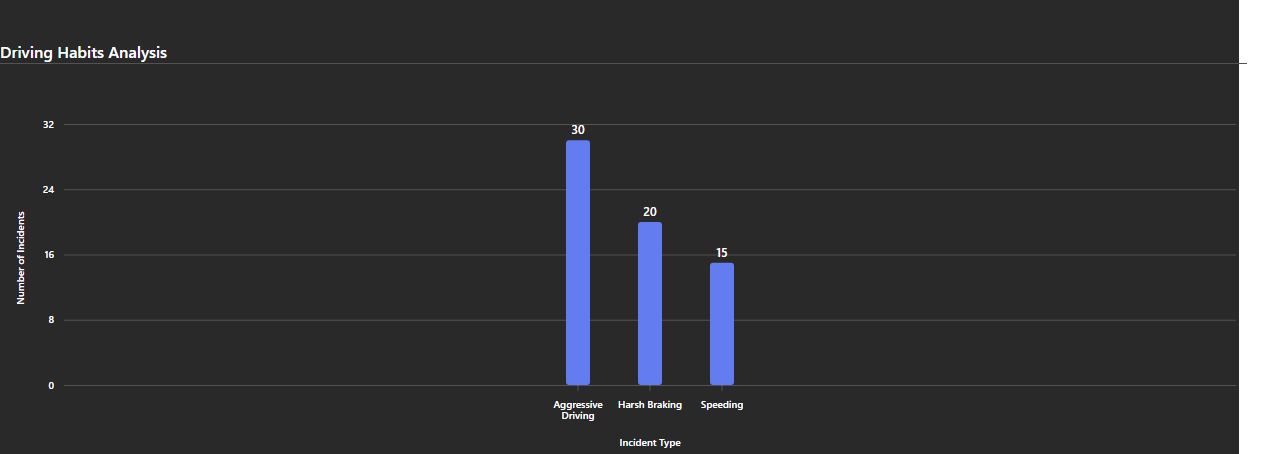 Driving Habits Analysis
32
30
24
20
16
15
8
0
Number of Incidents
Aggressive
Driving
Harsh Braking
Speeding
Incident Type